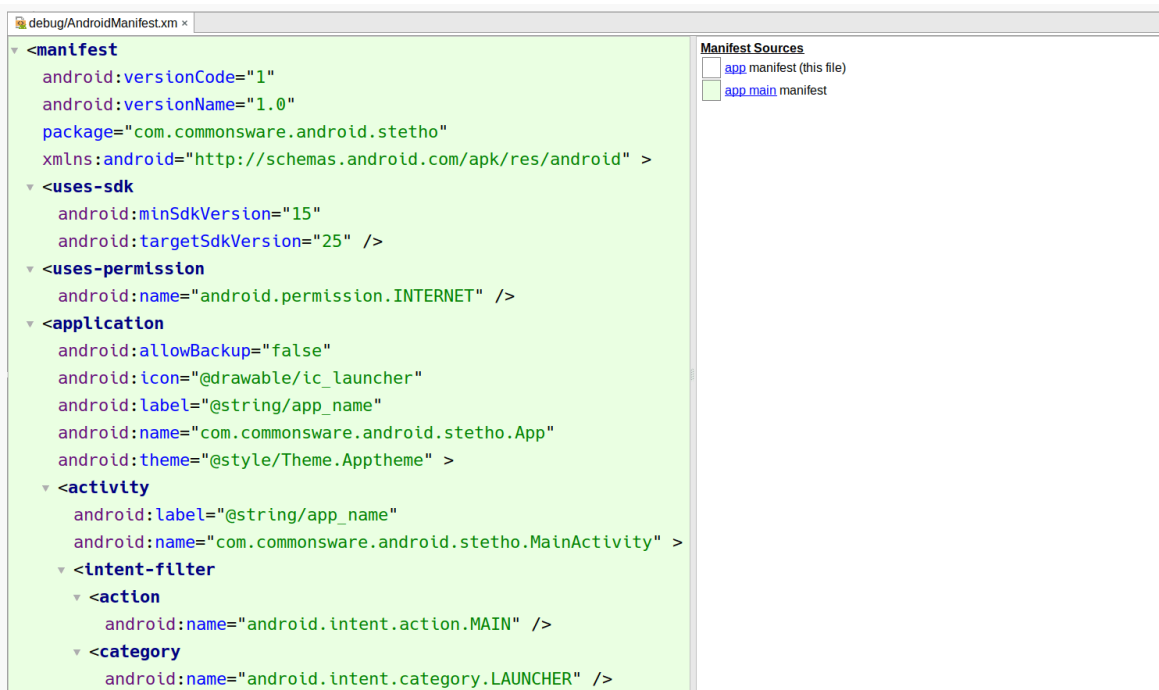 debug/AndroidManifest.xm ×
<manifest
android:versionCode="1"
android:versionName="1.0"
package="com.commonsware.android.stetho"
xmlns:android="http://schemas.android.com/apk/res/android" >
<uses-sdk
android:minSdkVersion="15"
android:targetSdkVersion="25" />
<uses-permission
android:name="android.permission.INTERNET" />
<application
android:allowBackup="false"
android:icon="@drawable/ic_launcher"
android:label="@string/app_name"
android:name="com.commonsware.android.stetho.App"
android:theme="@style/Theme.Apptheme" >
<activity
android:label="@string/app_name"
android:name="com.commonsware.android.stetho.MainActivity" >
<intent-filter
<action
android:name="android.intent.action.MAIN" />
<category
android:name="android.intent.category.LAUNCHER" />
Manifest Sources
app manifest (this file)
app main manifest